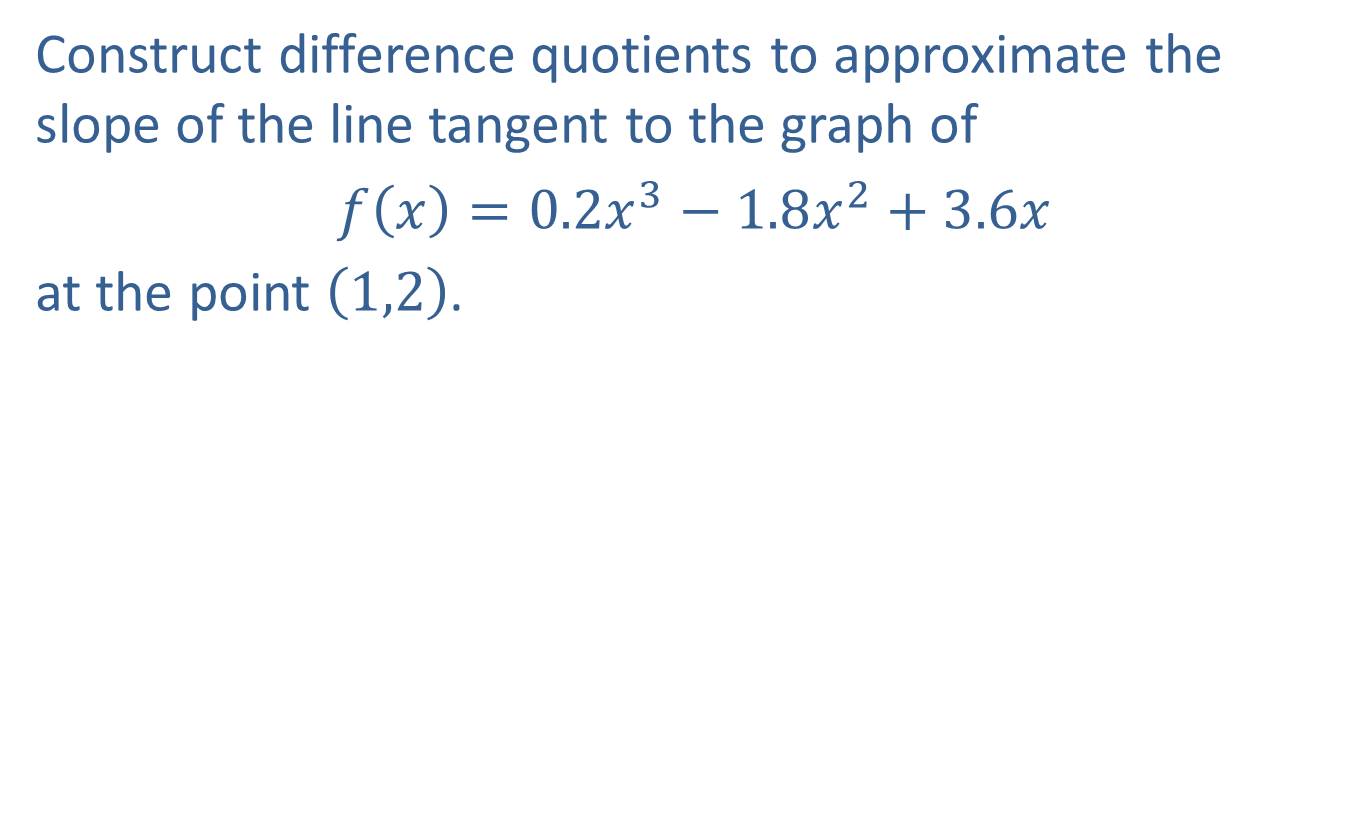 Construct difference quotients to approximate the
slope of the line tangent to the graph of
f(x) = 0.2x³ − 1.8x² + 3.6x
at the point (1,2).